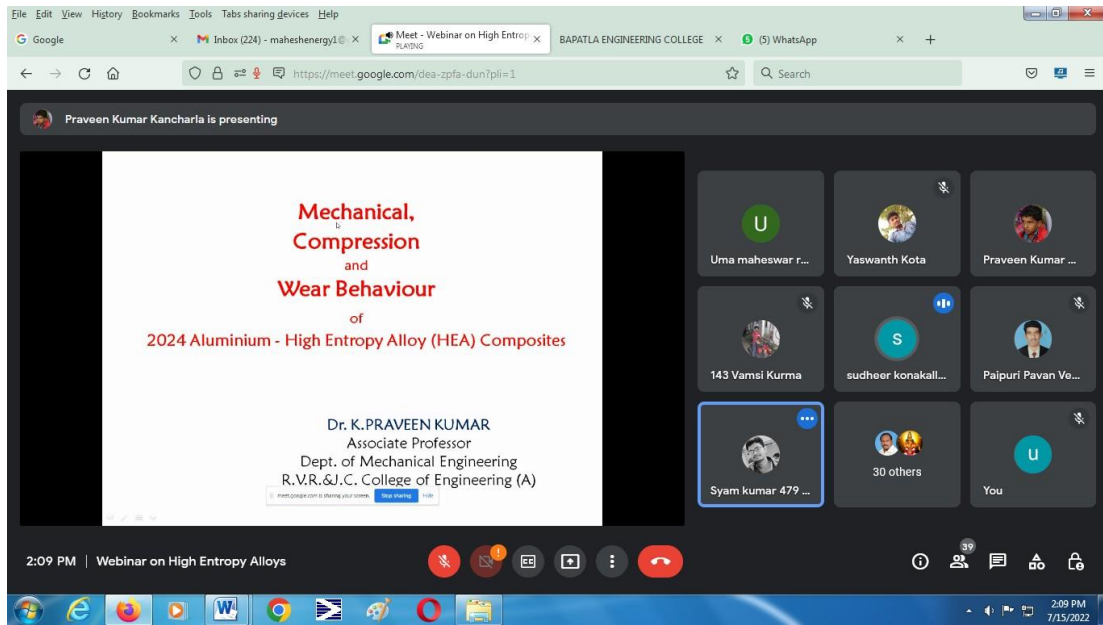 File Edit View History Bookmarks Tools Tabs sharing devices Help
Google
Inbox (224) - maheshenergy1@
Meet - Webinar on High Entrop
PLAYING
BAPATLA ENGINEERING COLLEGE
(5) WhatsApp
https://meet.google.com/dea-zpfa-dun?pli=1
Search
Praveen Kumar Kancharla is presenting
Mechanical,
Compression
and
Wear Behaviour
of
2024 Aluminium - High Entropy Alloy (HEA) Composites
Dr. K.PRAVEEN KUMAR
Associate Professor
Dept. of Mechanical Engineering
R.V.R.&J.C. College of Engineering (A)
meet.google.com is sharing your screen. Stop sharing Hide
U
Uma maheswar r...
Yaswanth Kota
Praveen Kumar ...
143 Vamsi Kurma
s
sudheer konakall...
Paipuri Pavan Ve...
Syam kumar 479 ...
30 others
u
You
2:09 PM | Webinar on High Entropy Alloys
39
2:09 PM
7/15/2022